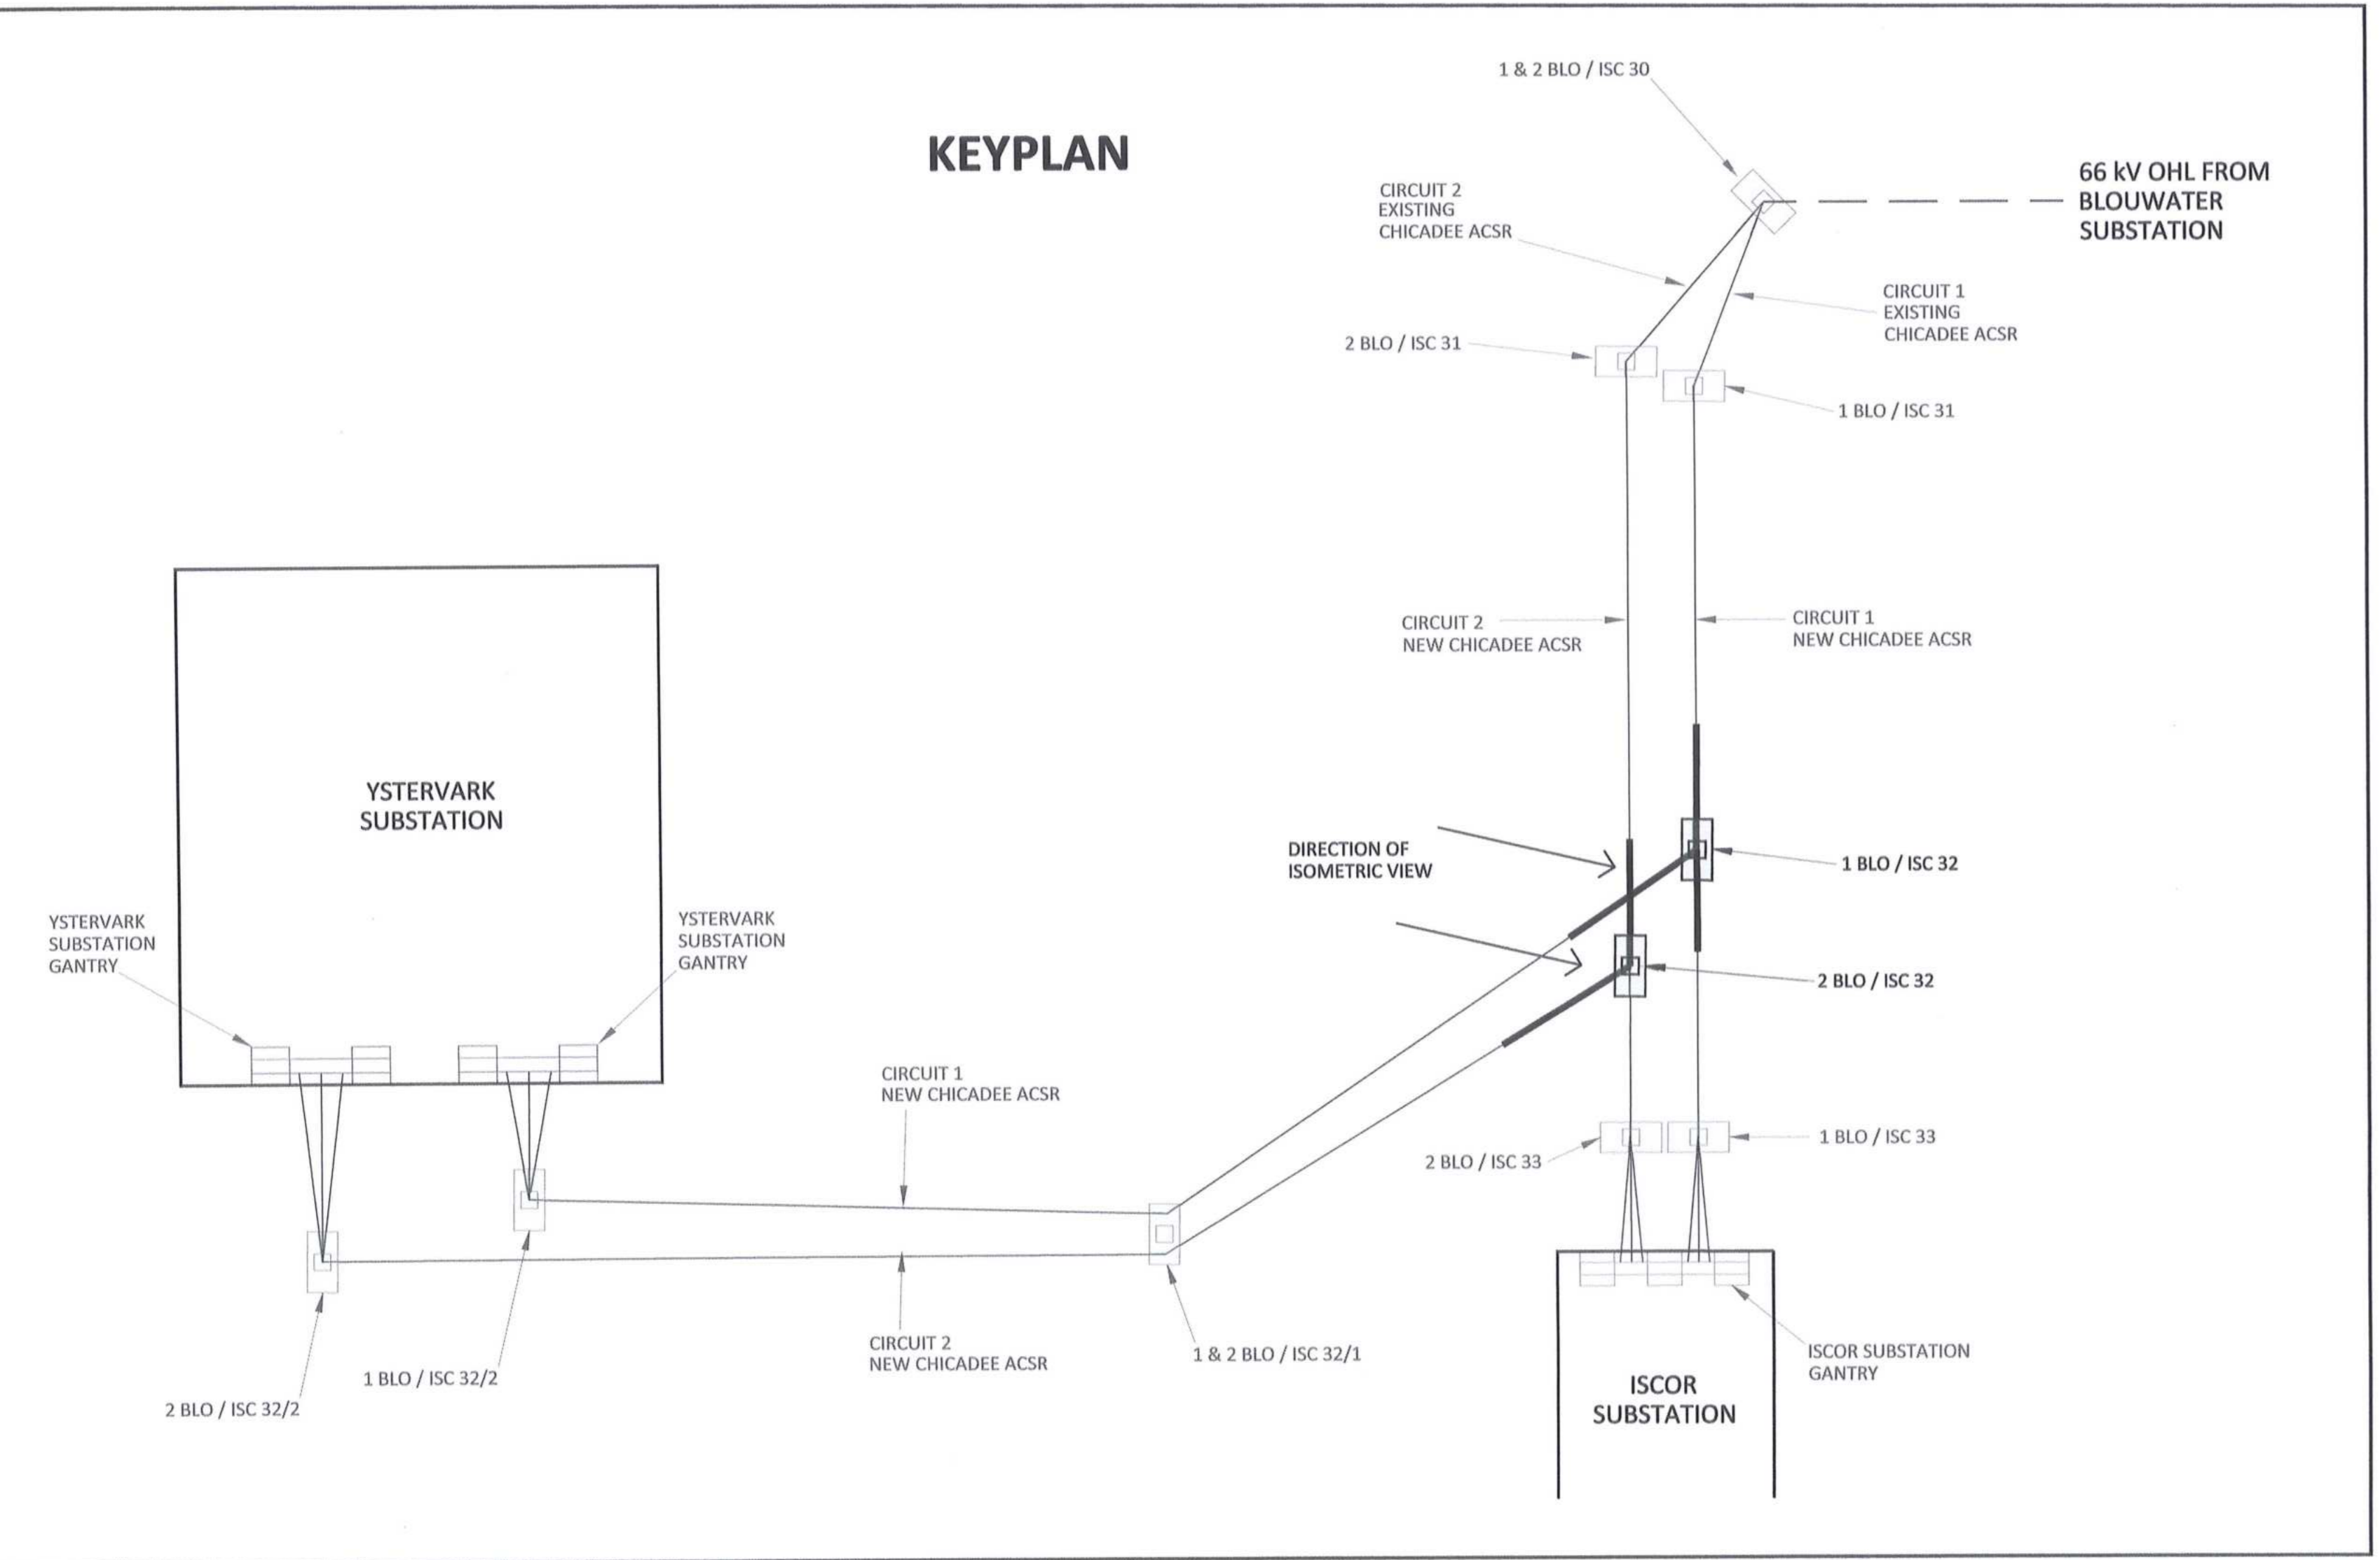 1 & 2 BLO / ISC 30
KEYPLAN
66 kV OHL FROM
BLOUWATER
SUBSTATION
CIRCUIT 2
EXISTING
CHICADEE ACSR
CIRCUIT 1
EXISTING
CHICADEE ACSR
2 BLO / ISC 31
1 BLO / ISC 31
CIRCUIT 2
NEW CHICADEE ACSR
CIRCUIT 1
NEW CHICADEE ACSR
YSTERVARK
SUBSTATION
DIRECTION OF
ISOMETRIC VIEW
1 BLO / ISC 32
YSTERVARK
SUBSTATION
GANTRY
YSTERVARK
SUBSTATION
GANTRY
2 BLO / ISC 32
CIRCUIT 1
NEW CHICADEE ACSR
2 BLO / ISC 33
1 BLO / ISC 33
CIRCUIT 2
NEW CHICADEE ACSR
1 & 2 BLO / ISC 32/1
ISCOR SUBSTATION
GANTRY
1 BLO / ISC 32/2
2 BLO / ISC 32/2
ISCOR
SUBSTATION